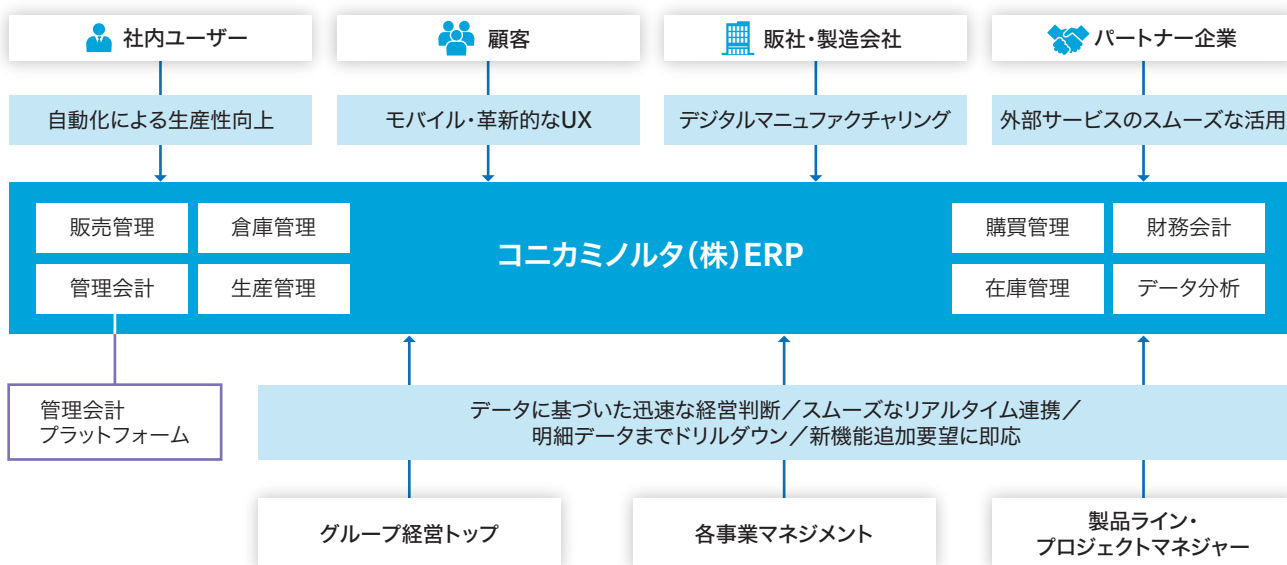 社内ユーザー
顧客
販社・製造会社
パートナー企業
自動化による生産性向上
モバイル・革新的なUX
デジタルマニュファクチャリング
外部サービスのスムーズな活用
販売管理
倉庫管理
管理会計
生産管理
コニカミノルタ(株)ERP
購買管理
財務会計
在庫管理
データ分析
管理会計
プラットフォーム
データに基づいた迅速な経営判断/スムーズなリアルタイム連携/
明細データまでドリルダウン/新機能追加要望に即応
グループ経営トップ
各事業マネジメント
製品ライン・
プロジェクトマネジャー